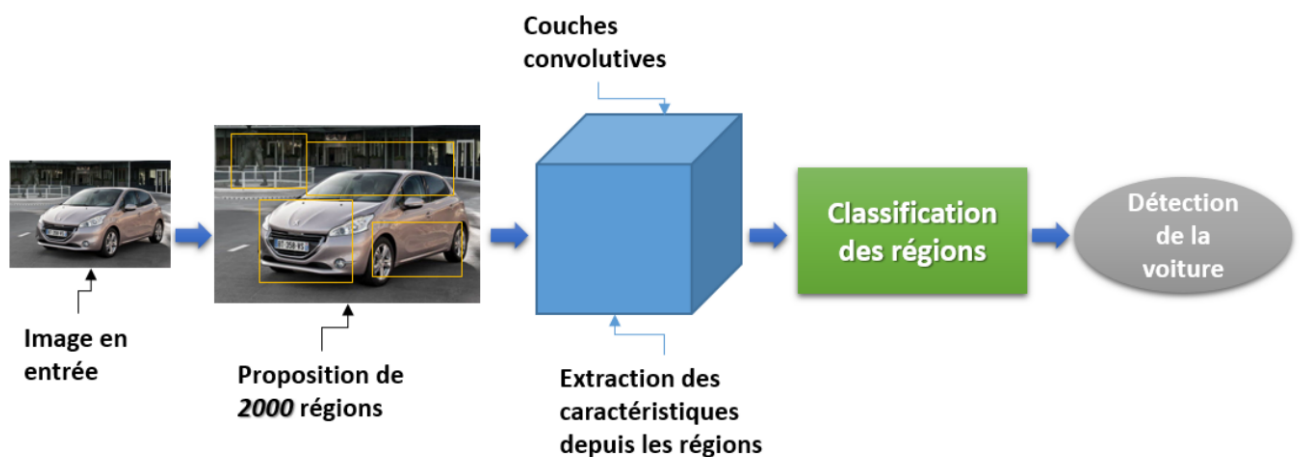 Couches
convolutives
Classification
des régions
Détection
de la
voiture
Image en
entrée
Proposition de
2000 régions
Extraction des
caractéristiques
depuis les régions